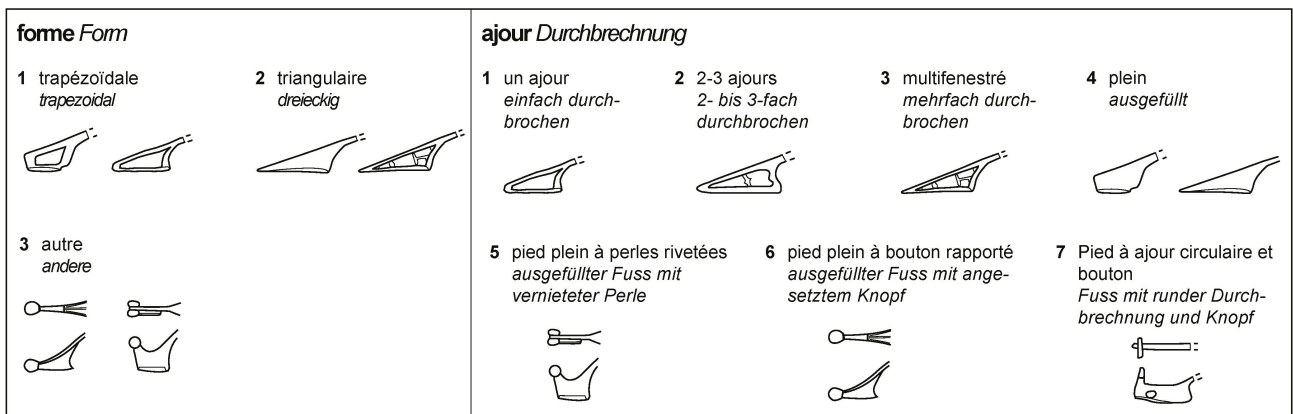 forme Form
1 trapézoïdale
trapezoidal
2 triangulaire
dreieckig
3 autre
andere
ajour Durchbrechnung
1 un ajour
einfach durch-
brochen
2 2-3 ajours
2- bis 3-fach
durchbrochen
3 multifenestré
mehrfach durch-
brochen
4 plein
ausgefüllt
5 pied plein à perles rivetées
ausgefüllter Fuss mit
vernieteter Perle
6 pied plein à bouton rapporté
ausgefüllter Fuss mit ange-
setztem Knopf
7 Pied à ajour circulaire et
bouton
Fuss mit runder Durch-
brechnung und Knopf